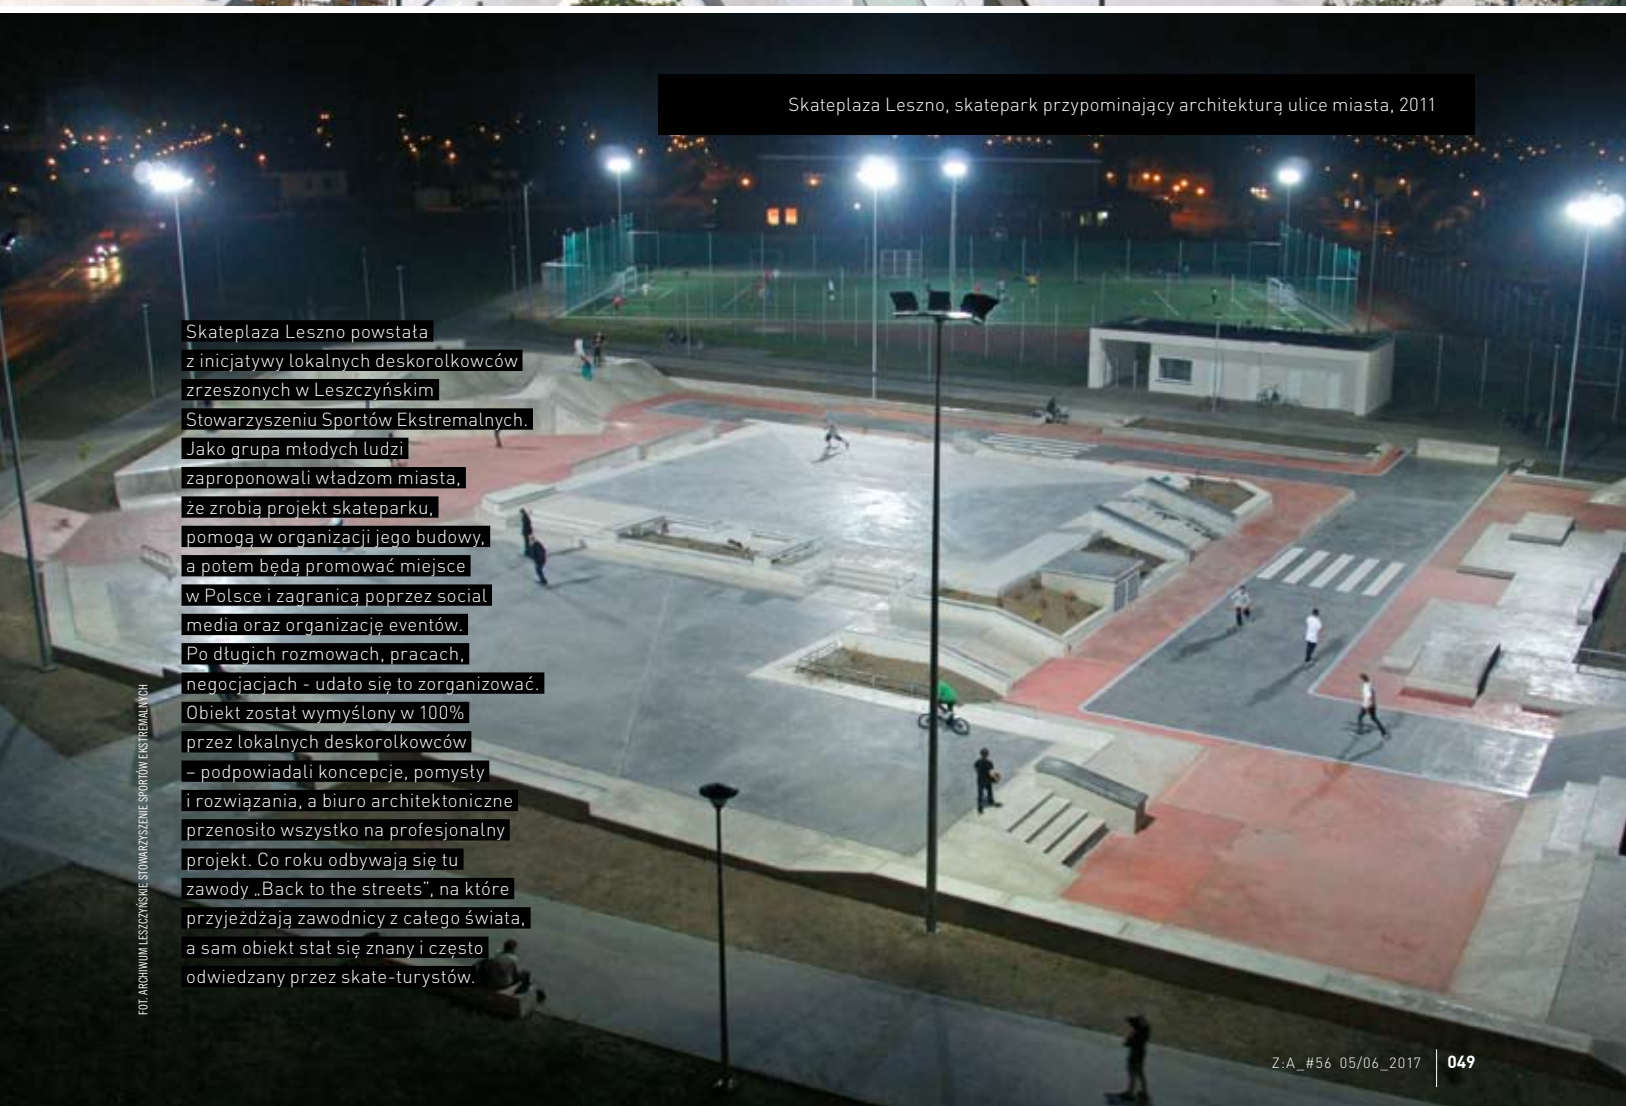 Skateplaza Leszno, skatepark przypominający architekturą ulice miasta, 2011
Skateplaza Leszno powstała
z inicjatywy lokalnych deskorolkowców
zrzeszonych w Leszczyńskim
Stowarzyszeniu Sportów Ekstremalnych.
Jako grupa młodych ludzi
zaproponowali władzom miasta,
że zrobią projekt skateparku,
pomogą w organizacji jego budowy,
a potem będą promować miejsce
w Polsce i zagranicą poprzez social
media oraz organizację eventów.
Po długich rozmowach, pracach,
negocjacjach - udało się to zorganizować.
Obiekt został wymyślony w 100%
przez lokalnych deskorolkowców
– podpowiadali koncepcje, pomysły
i rozwiązania, a biuro architektoniczne
przenosiło wszystko na profesjonalny
projekt. Co roku odbywają się tu
zawody „Back to the streets”, na które
przyjeżdżają zawodnicy z całego świata,
a sam obiekt stał się znany i często
odwiedzany przez skate-turystów.
FOT. ARCHIWUM LESZCZYŃSKIE STOWARZYSZENIE SPORTÓW EKSTREMALNYCH
Z:A_#56 05/06_2017 | 049